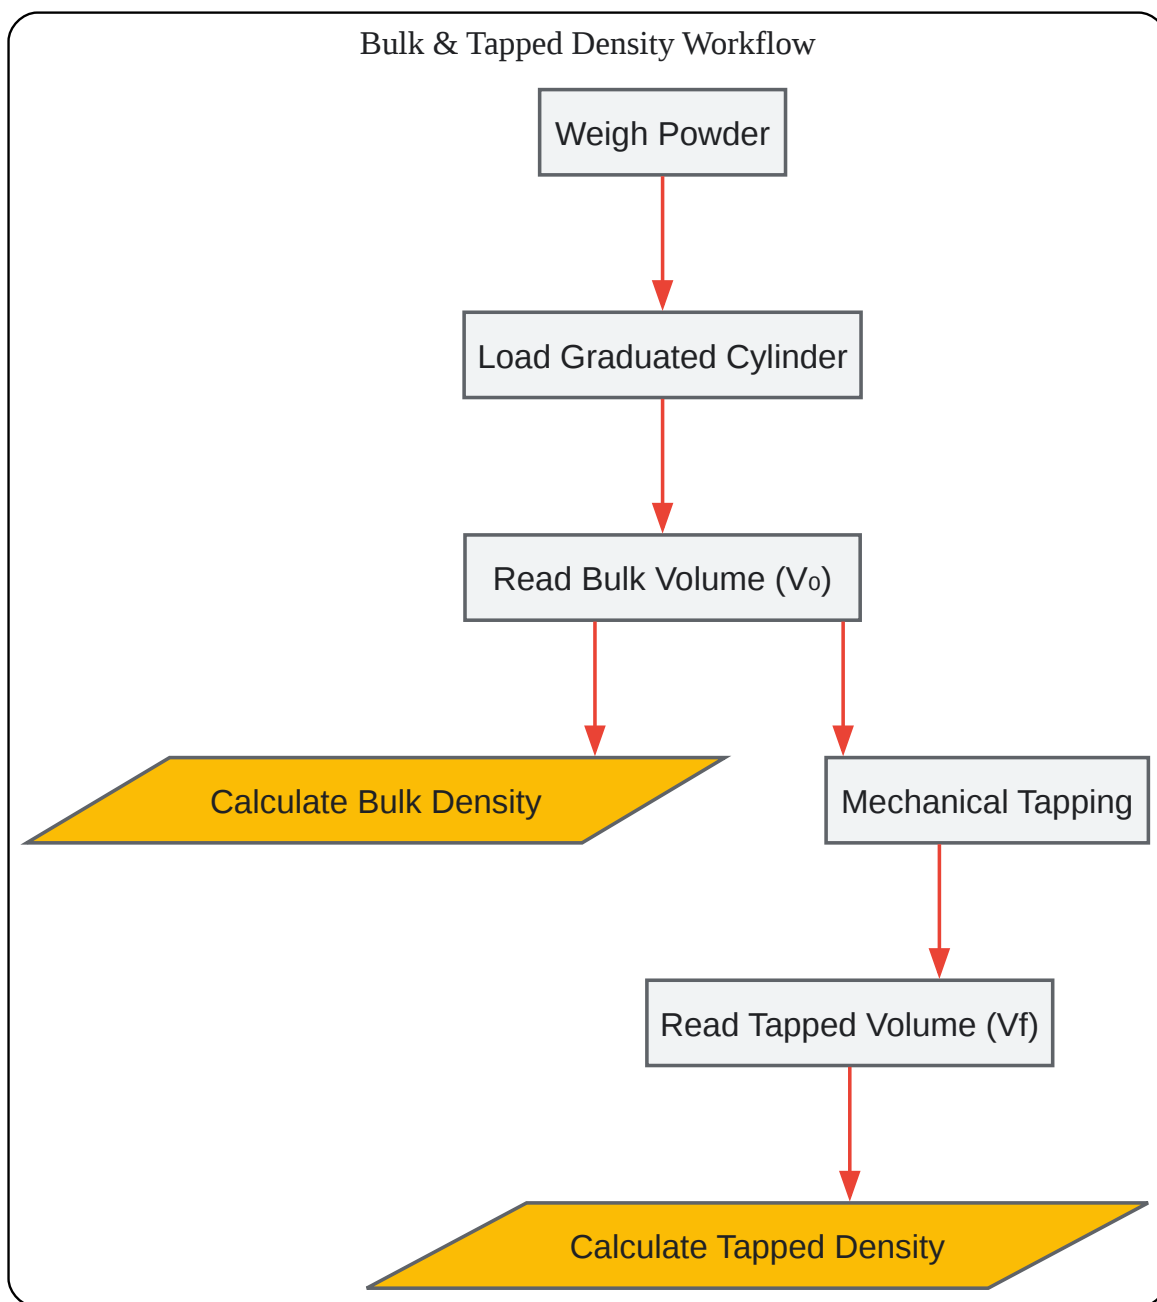 Bulk & Tapped Density Workflow
Weigh Powder
Load Graduated Cylinder
Read Bulk Volume (V₀)
Calculate Bulk Density
Mechanical Tapping
Read Tapped Volume (Vf)
Calculate Tapped Density